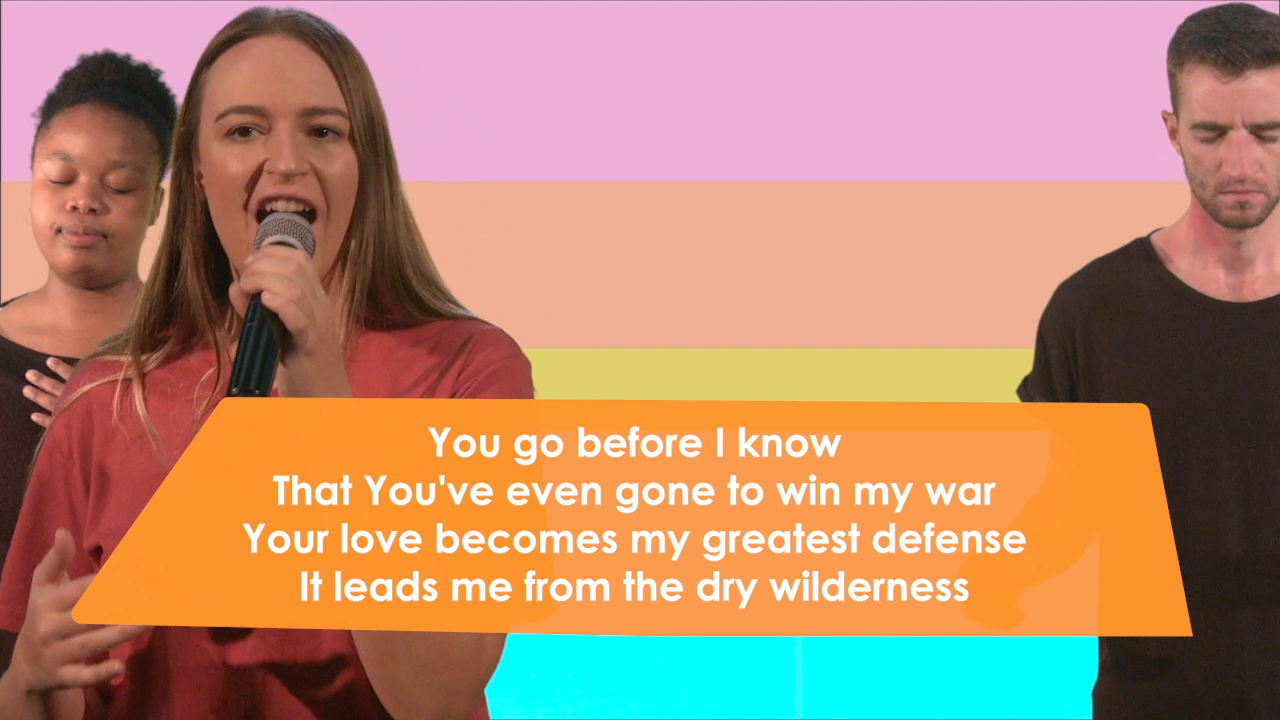 You go before I know
That You've even gone to win my war
Your love becomes my greatest defense
It leads me from the dry wilderness